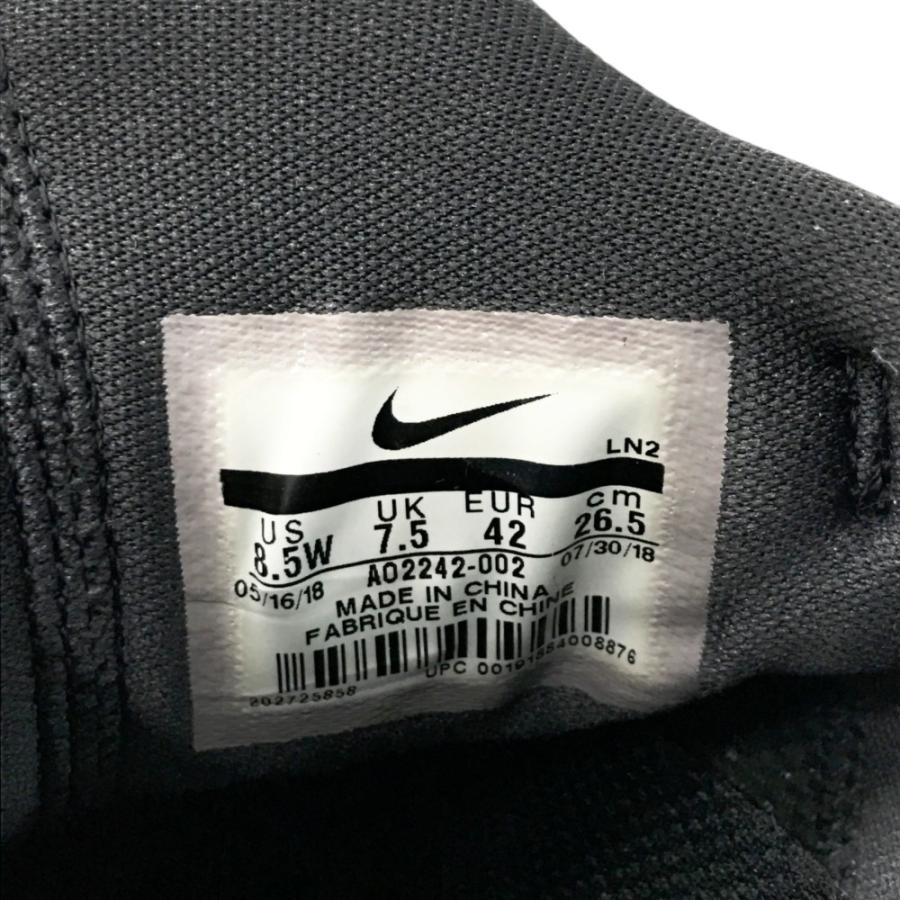 LN2
US UK EUR cm
8.5W 7.5 42 26.5
05/16/18 AO2242-002 07/30/18
MADE IN CHINA
FABRIQUE EN CHINE
UPC 00191884008876
202725858